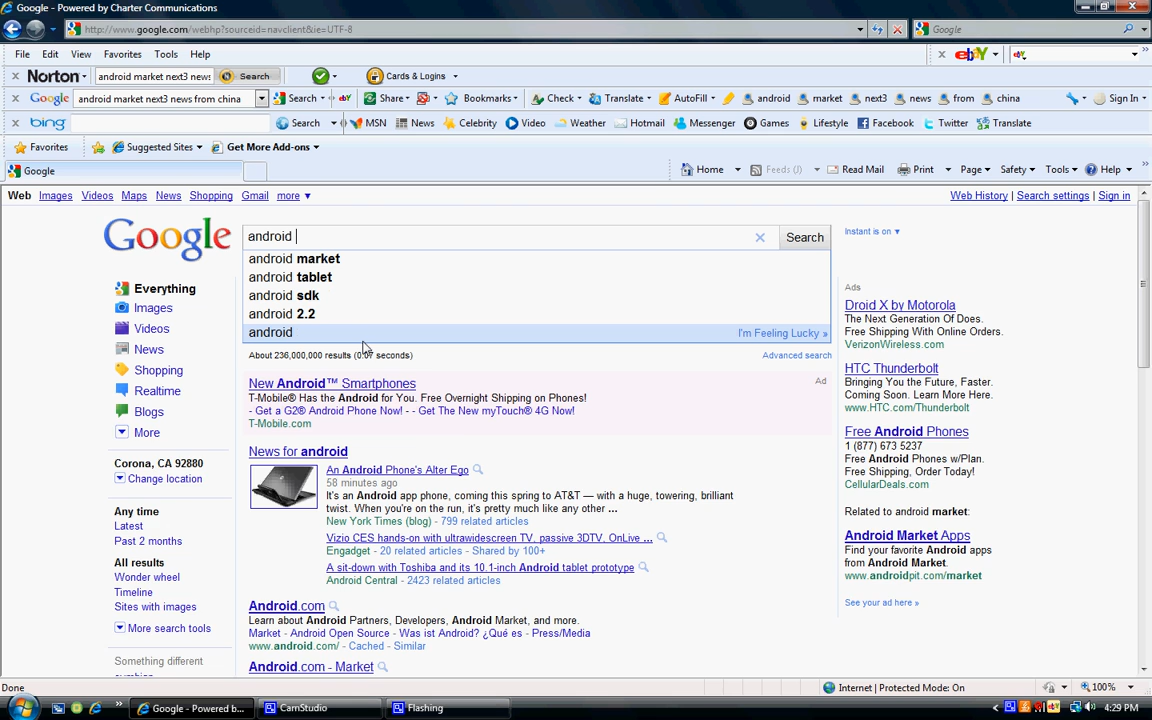 Google - Powered by Charter Communications
http://www.google.com/webhp?sourceid=navclient&ie=UTF-8
Google
File Edit View Favorites Tools Help
ebY
Norton android market next3 news Search Cards & Logins
Google android market next3 news from china Search Share Bookmarks Check Translate AutoFill android market next3 news from china Sign In
bing Search MSN News Celebrity Video Weather Hotmail Messenger Games Lifestyle Facebook Twitter Translate
Favorites Suggested Sites Get More Add-ons
Google Home Feeds (J) Read Mail Print Page Safety Tools Help
Web Images Videos Maps News Shopping Gmail more ▼ Web History | Search settings | Sign in
Google
android
Search
Instant is on ▼
android market
android tablet
android sdk
android 2.2
android I'm Feeling Lucky »
About 236,000,000 results (0.07 seconds) Advanced search
Everything
Images
Videos
News
Shopping
Realtime
Blogs
More
Corona, CA 92880
Change location
Any time
Latest
Past 2 months
All results
Wonder wheel
Timeline
Sites with images
More search tools
Something different
New Android™ Smartphones Ad
T-Mobile® Has the Android for You. Free Overnight Shipping on Phones!
- Get a G2® Android Phone Now! - - Get The New myTouch® 4G Now!
T-Mobile.com
News for android
An Android Phone's Alter Ego
58 minutes ago
It's an Android app phone, coming this spring to AT&T — with a huge, towering, brilliant
twist. When you're on the run, it's pretty much like any other ...
New York Times (blog) - 799 related articles
Vizio CES hands-on with ultrawidescreen TV, passive 3DTV, OnLive ...
Engadget - 20 related articles - Shared by 100+
A sit-down with Toshiba and its 10.1-inch Android tablet prototype
Android Central - 2423 related articles
Android.com
Learn about Android Partners, Developers, Android Market, and more.
Market - Android Open Source - Was ist Android? ¿Qué es - Press/Media
www.android.com/ - Cached - Similar
Android.com - Market
Ads
Droid X by Motorola
The Next Generation Of Does.
Free Shipping With Online Orders.
VerizonWireless.com
HTC Thunderbolt
Bringing You the Future, Faster.
Coming Soon. Learn More Here.
www.HTC.com/Thunderbolt
Free Android Phones
1 (877) 673 5237
Free Android Phones w/Plan.
Free Shipping, Order Today!
CellularDeals.com
Related to android market:
Android Market Apps
Find your favorite Android apps
from Android Market.
www.androidpit.com/market
See your ad here »
Done Internet | Protected Mode: On 100%
Google - Powered b... CamStudio Flashing 4:29 PM